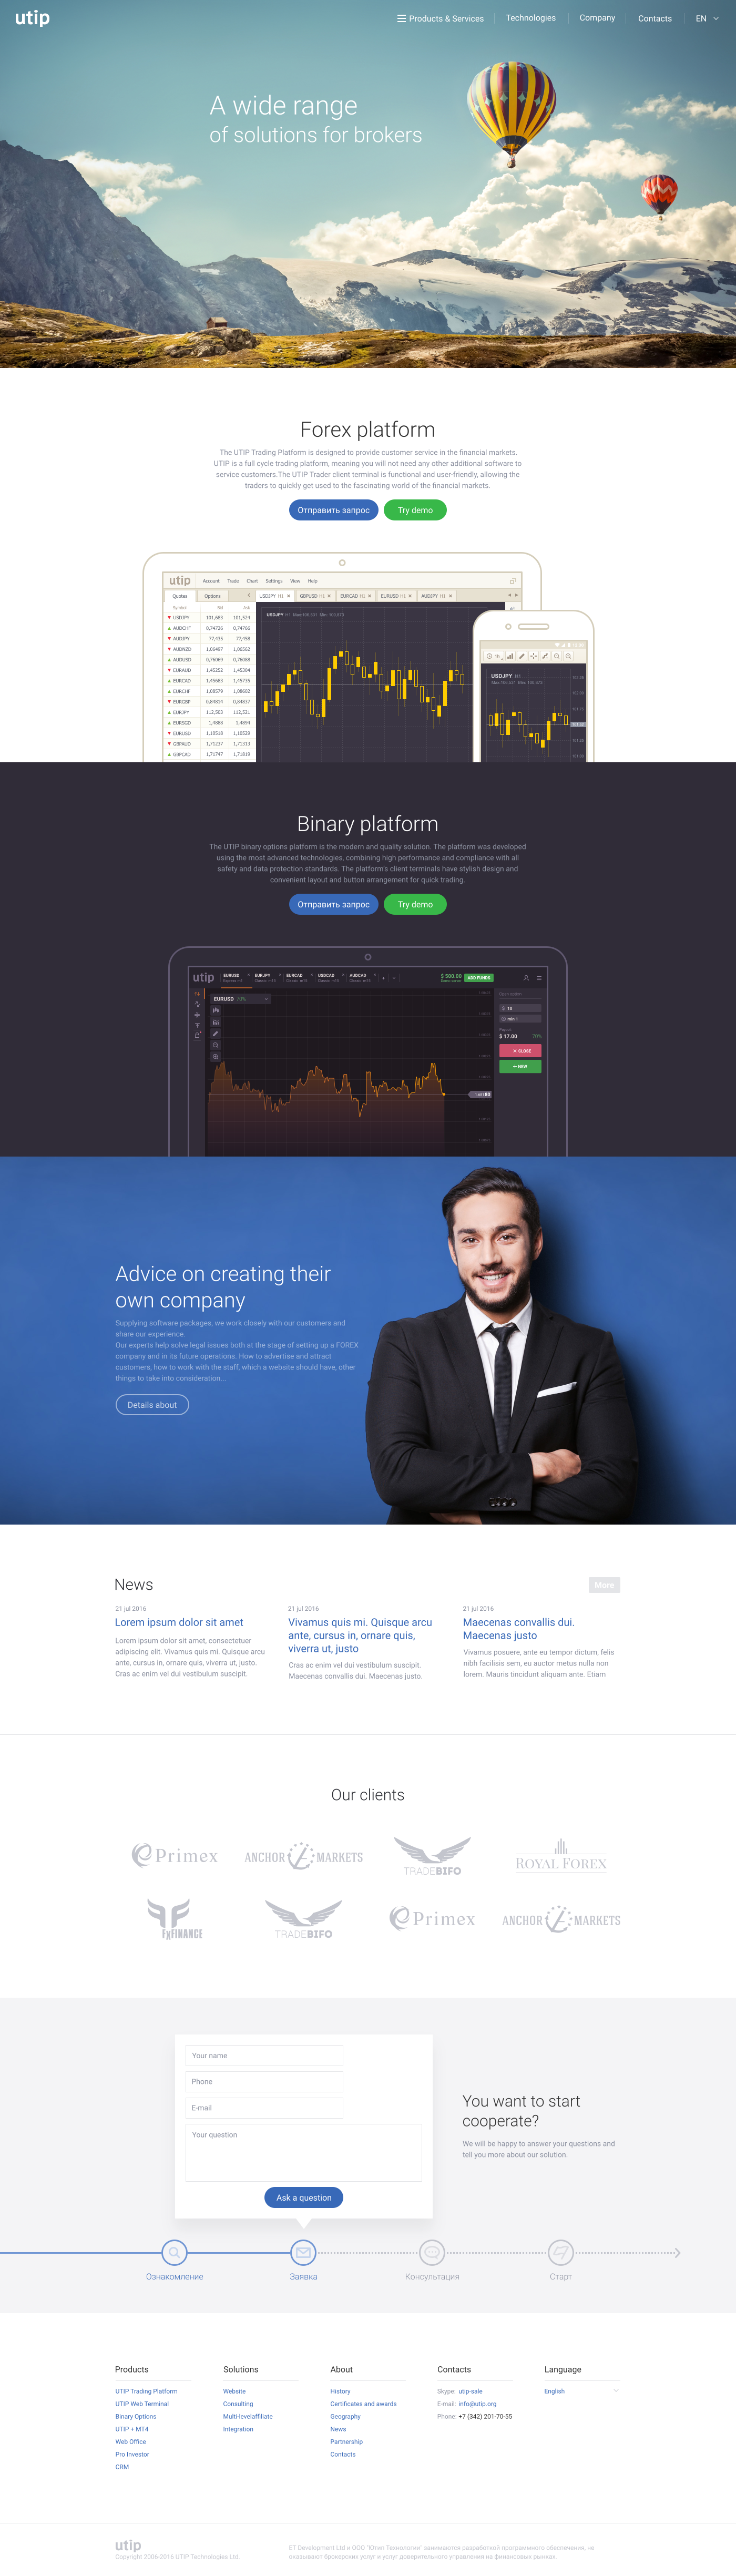 utip
Products & Services
Technologies
Company
Contacts
EN
A wide range
of solutions for brokers
Forex platform
The UTIP Trading Platform is designed to provide customer service in the financial markets.
UTIP is a full cycle trading platform, meaning you will not need any other additional software to
service customers.The UTIP Trader client terminal is functional and user-friendly, allowing the
traders to quickly get used to the fascinating world of the financial markets.
Отправить запрос
Try demo
utip
Account Trade Chart Settings View Help
Quotes Options
USDJPY H1 GBPUSD H1 EURCAD H1 EURUSD H1 AUDJPY H1
Symbol Bid Ask
USDJPY 101,683 101,524
AUDCHF 0,74726 0,74766
AUDJPY 77,435 77,458
AUDNZD 1,06497 1,06562
AUDUSD 0,76069 0,76088
EURAUD 1,45252 1,45304
EURCAD 1,45683 1,45735
EURCHF 1,08579 1,08602
EURGBP 0,84814 0,84837
EURJPY 112,503 112,521
EURSGD 1,4888 1,4894
EURUSD 1,10518 1,10529
GBPAUD 1,71237 1,71313
GBPCAD 1,71747 1,71819
USDJPY H1
USDJPY H1
Binary platform
The UTIP binary options platform is the modern and quality solution. The platform was developed
using the most advanced technologies, combining high performance and compliance with all
safety and data protection standards. The platform's client terminals have stylish design and
convenient layout and button arrangement for quick trading.
Отправить запрос
Try demo
utip
EURUSD EURJPY EURCAD USDCAD AUDCAD
$ 500.00
ADD FUNDS
EURUSD 70%
$ 10
min 1
$ 17.00 70%
CLOSE
NEW
Advice on creating their
own company
Supplying software packages, we work closely with our customers and
share our experience.
Our experts help solve legal issues both at the stage of setting up a FOREX
company and in its future operations. How to advertise and attract
customers, how to work with the staff, which a website should have, other
things to take into consideration...
Details about
News
More
21 jul 2016
Lorem ipsum dolor sit amet
Lorem ipsum dolor sit amet, consectetuer
adipiscing elit. Vivamus quis mi. Quisque arcu
ante, cursus in, ornare quis, viverra ut, justo.
Cras ac enim vel dui vestibulum suscipit.
21 jul 2016
Vivamus quis mi. Quisque arcu
ante, cursus in, ornare quis,
viverra ut, justo
Cras ac enim vel dui vestibulum suscipit.
Maecenas convallis dui. Maecenas justo.
21 jul 2016
Maecenas convallis dui.
Maecenas justo
Vivamus posuere, ante eu tempor dictum, felis
nibh facilisis sem, eu auctor metus nulla non
lorem. Mauris tincidunt aliquam ante. Etiam
Our clients
Primex
ANCHOR MARKETS
TRADEBIFO
ROYAL FOREX
FXFINANCE
TRADEBIFO
Primex
ANCHOR MARKETS
Your name
Phone
E-mail
Your question
Ask a question
You want to start
cooperate?
We will be happy to answer your questions and
tell you more about our solution.
Ознакомление
Заявка
Консультация
Старт
Products
UTIP Trading Platform
UTIP Web Terminal
Binary Options
UTIP + MT4
Web Office
Pro Investor
CRM
Solutions
Website
Consulting
Multi-levelaffiliate
Integration
About
History
Certificates and awards
Geography
News
Partnership
Contacts
Contacts
Skype: utip-sale
E-mail: info@utip.org
Phone: +7 (342) 201-70-55
Language
English
utip
Copyright 2006-2016 UTIP Technologies Ltd.
ET Development Ltd и ООО "Ютип Технологии" занимаются разработкой программного обеспечения, не
оказывают брокерских услуг и услуг доверительного управления на финансовых рынках.